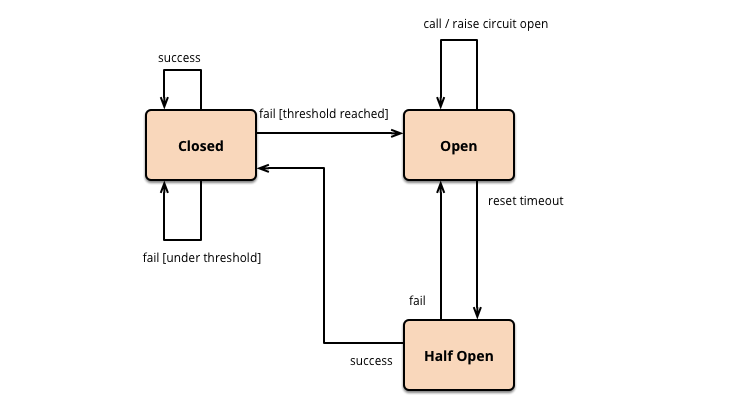 call / raise circuit open
success
fail [threshold reached]
Closed
Open
reset timeout
fail [under threshold]
fail
Half Open
success